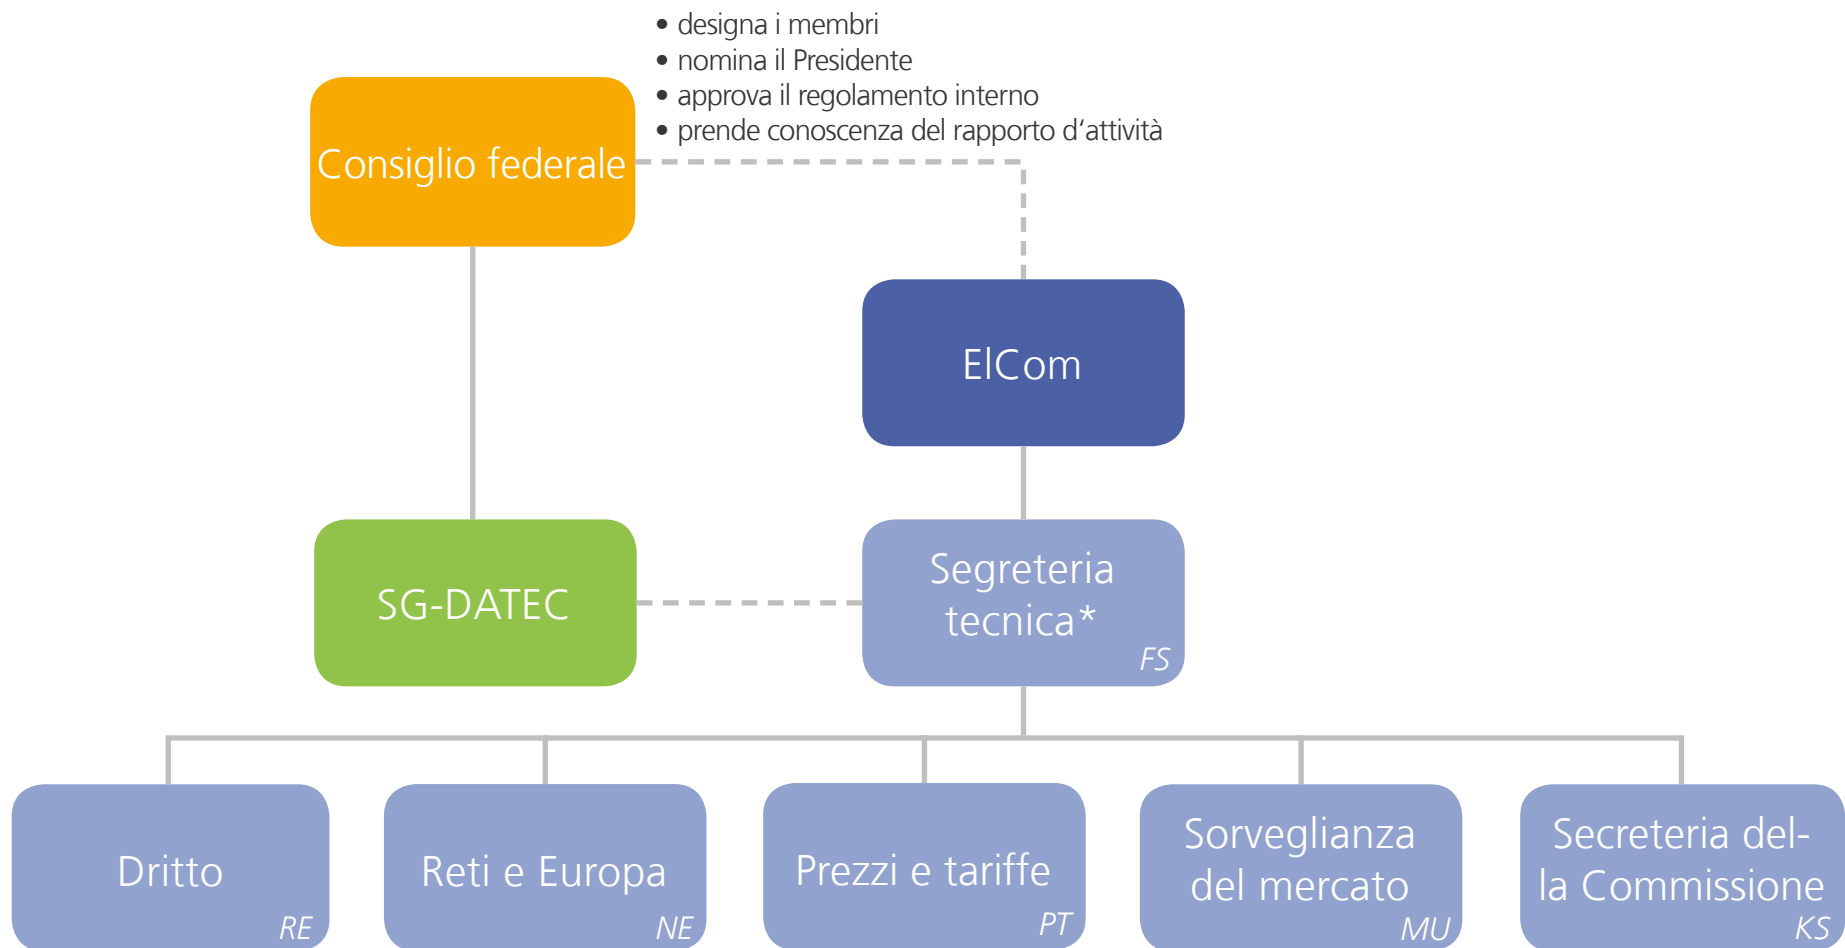 • designa i membri
• nomina il Presidente
• approva il regolamento interno
• prende conoscenza del rapporto d‘attività
Consiglio federale
ElCom
SG-DATEC
Segreteria
tecnica*
FS
Dritto
RE
Reti e Europa
NE
Prezzi e tariffe
PT
Sorveglianza
del mercato
MU
Secreteria del-
la Commissione
KS